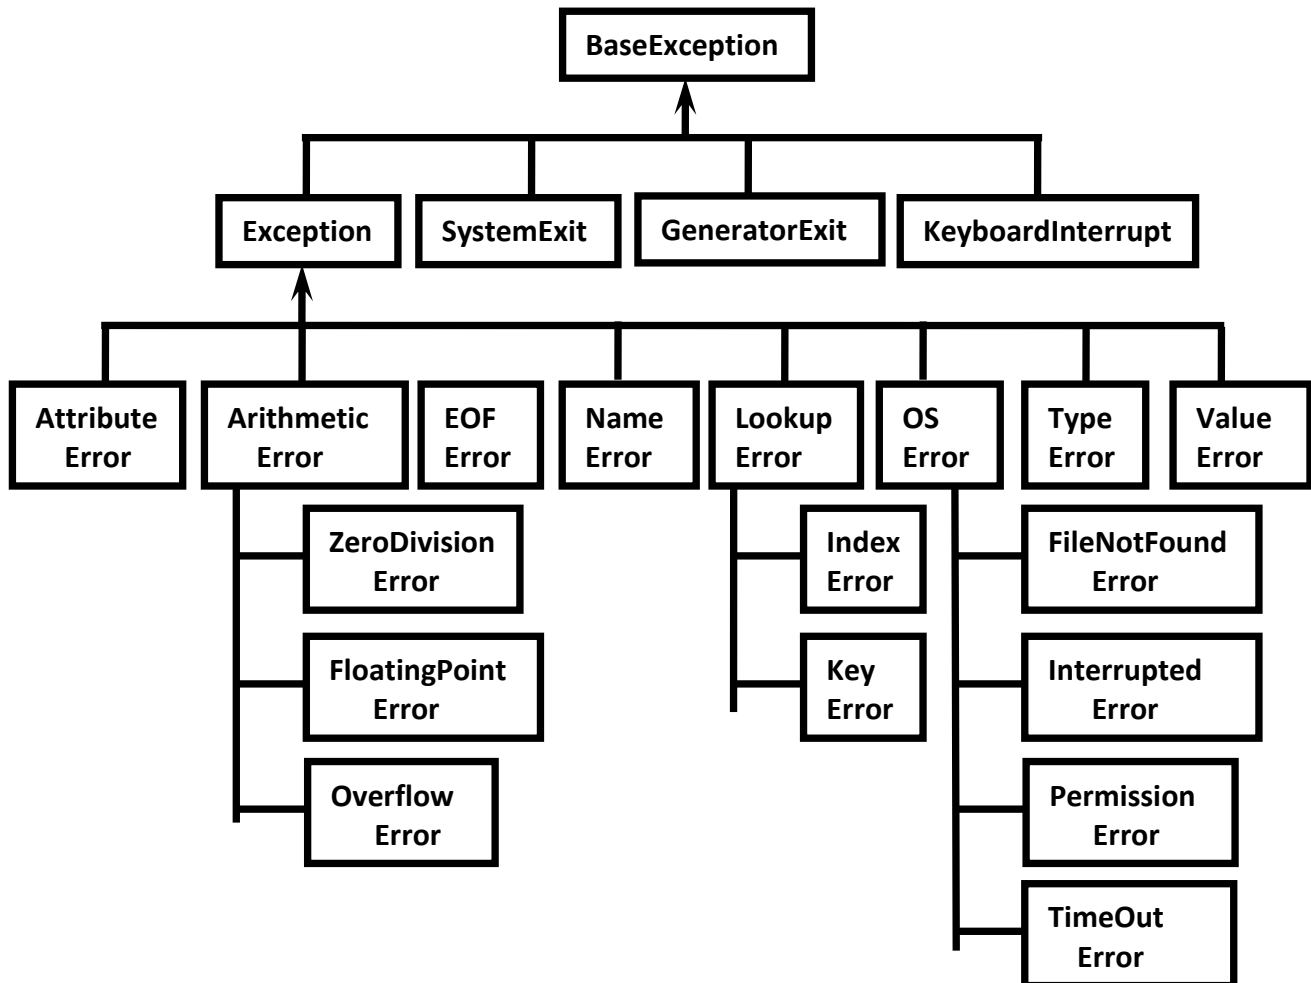 BaseException
Exception
SystemExit
GeneratorExit
KeyboardInterrupt
Attribute
Error
Arithmetic
Error
EOF
Error
Name
Error
Lookup
Error
OS
Error
Type
Error
Value
Error
ZeroDivision
Error
FloatingPoint
Error
Overflow
Error
Index
Error
Key
Error
FileNotFound
Error
Interrupted
Error
Permission
Error
TimeOut
Error